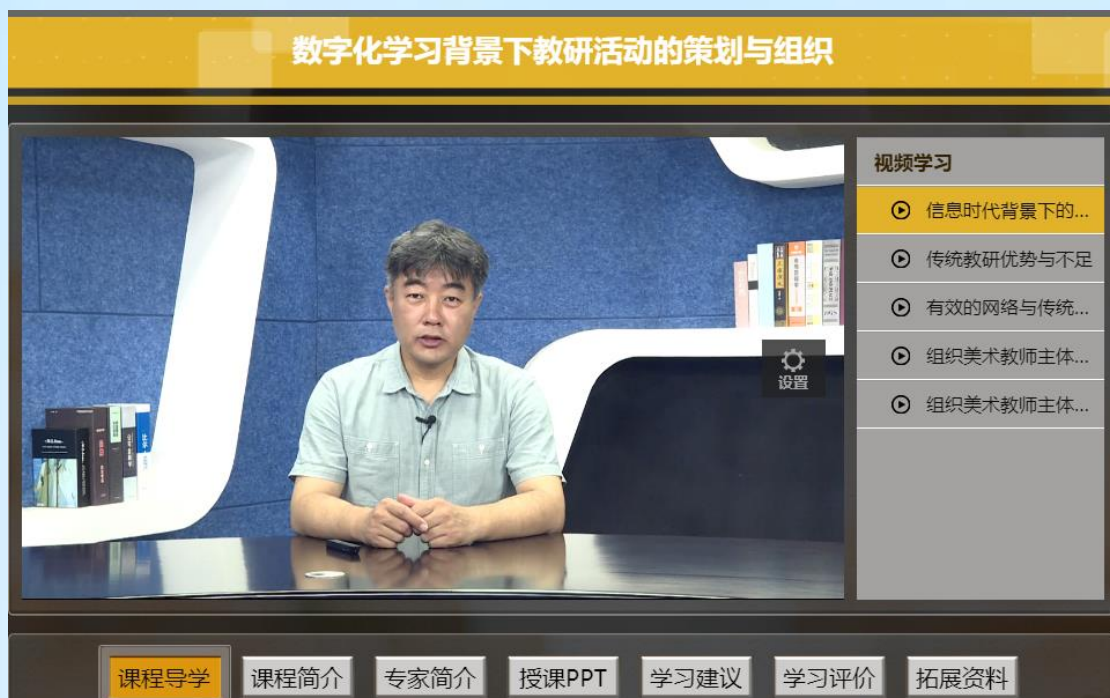 数字化学习背景下教研活动的策划与组织
视频学习
信息时代背景下的...
传统教研优势与不足
有效的网络与传统...
组织美术教师主体...
组织美术教师主体...
设置
课程导学
课程简介
专家简介
授课PPT
学习建议
学习评价
拓展资料